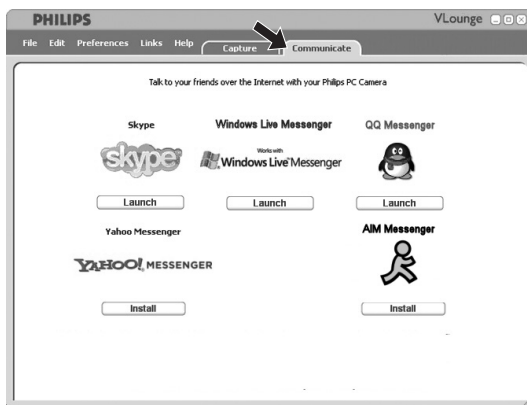 PHILIPS
VLounge
File Edit Preferences Links Help Capture Communicate
Talk to your friends over the Internet with your Philips PC Camera
Skype Windows Live Messenger QQ Messenger
skype
Works with
Windows Live Messenger
Launch Launch Launch
Yahoo Messenger AIM Messenger
YAHOO! MESSENGER
Install Install